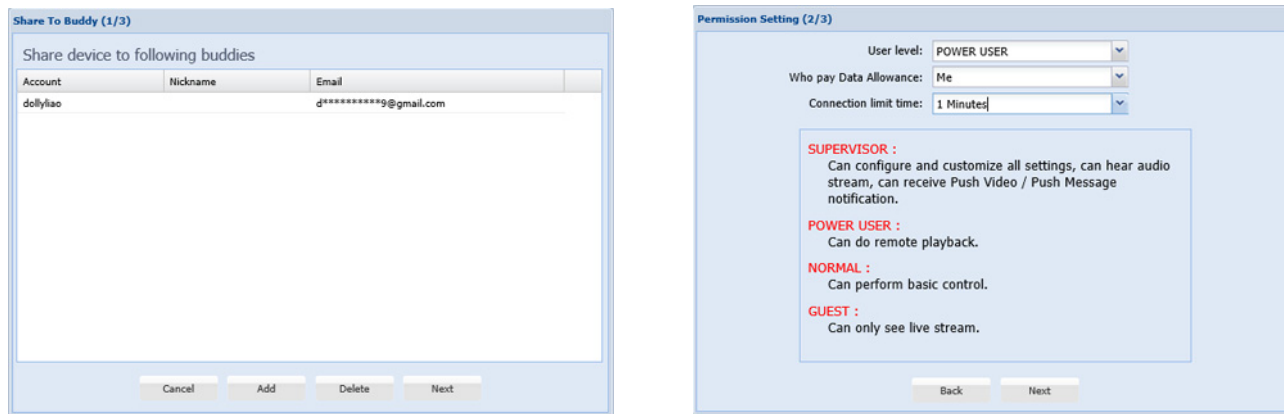 Share To Buddy (1/3)
Share device to following buddies
Account Nickname Email
dollyliao d**********9@gmail.com
Cancel Add Delete Next
Permission Setting (2/3)
User level: POWER USER
Who pay Data Allowance: Me
Connection limit time: 1 Minutes
SUPERVISOR :
Can configure and customize all settings, can hear audio
stream, can receive Push Video / Push Message
notification.
POWER USER :
Can do remote playback.
NORMAL :
Can perform basic control.
GUEST :
Can only see live stream.
Back Next